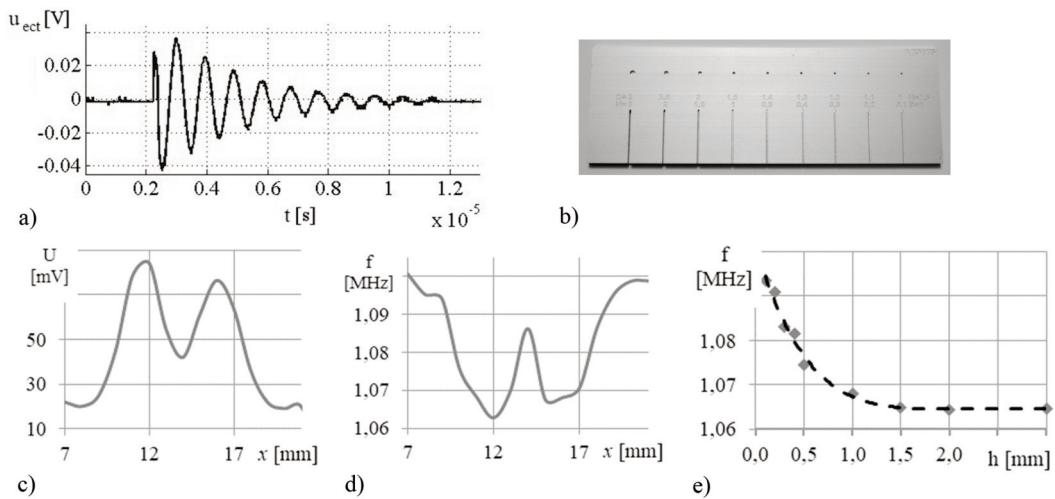 u ect [V]
0.02
0
-0.02
-0.04
0 0.2 0.4 0.6 0.8 1.0 1.2
t [s] x 10⁻⁵
a) b)
U
[mV]
50
30
10
7 12 17 x [mm]
c)
f
[MHz]
1,09
1,08
1,07
1,06
7 12 17 x [mm]
d)
f
[MHz]
1,08
1,07
1,06
0,0 0,5 1,0 1,5 2,0 h [mm]
e)